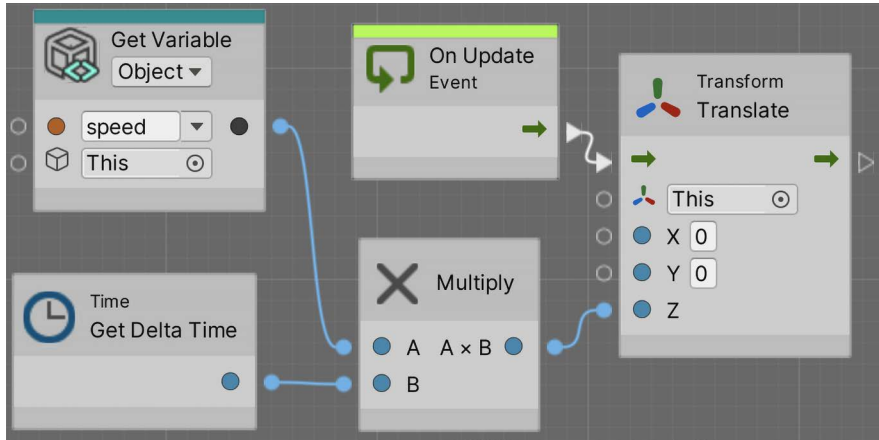 Get Variable
Object
speed
This
On Update
Event
Transform
Translate
This
X 0
Y 0
Z
Time
Get Delta Time
Multiply
A A × B
B